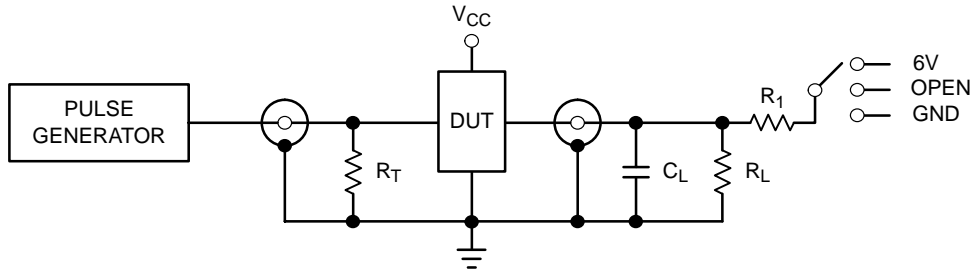 V_CC
PULSE
GENERATOR
DUT
R_T
C_L
R_L
R_1
6V
OPEN
GND